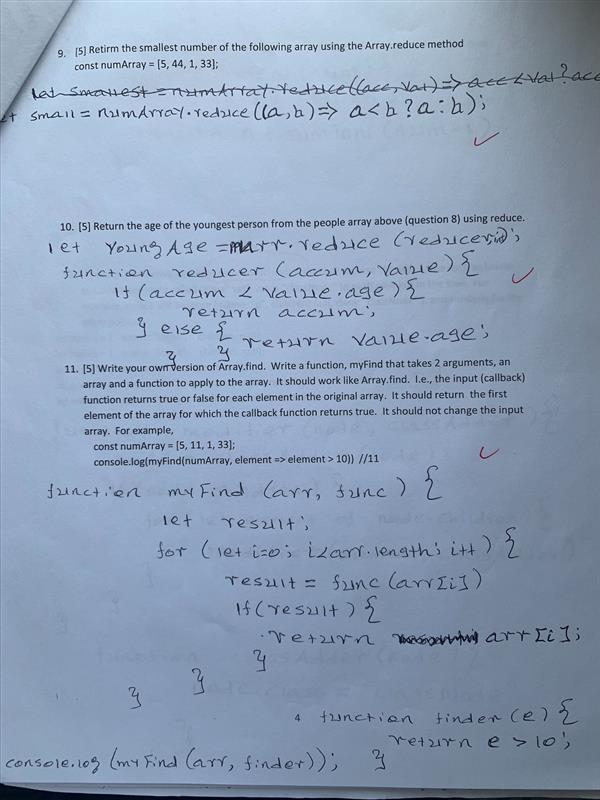 9. [5] Retirm the smallest number of the following array using the Array.reduce method
const numArray = [5, 44, 1, 33];
let smallest = numArray.reduce((acc, val) => acc < val ? acc
small = numArray.reduce((a, b) => a < b ? a : b);
10. [5] Return the age of the youngest person from the people array above (question 8) using reduce.
let youngAge = arr.reduce (reducer);
function reducer (accum, value) {
If (accum < value.age) {
return accum;
} else {
return value.age;
} }
11. [5] Write your own version of Array.find. Write a function, myFind that takes 2 arguments, an
array and a function to apply to the array. It should work like Array.find. I.e., the input (callback)
function returns true or false for each element in the original array. It should return the first
element of the array for which the callback function returns true. It should not change the input
array. For example,
const numArray = [5, 11, 1, 33];
console.log(myFind(numArray, element => element > 10)) //11
function myFind (arr, func) {
let result;
for (let i=0; i<arr.length; i++) {
result = func (arr[i])
If (result) {
return arr[i];
}
}
}
4 function finder (e) {
return e > 10;
console.log (myFind (arr, finder)); }